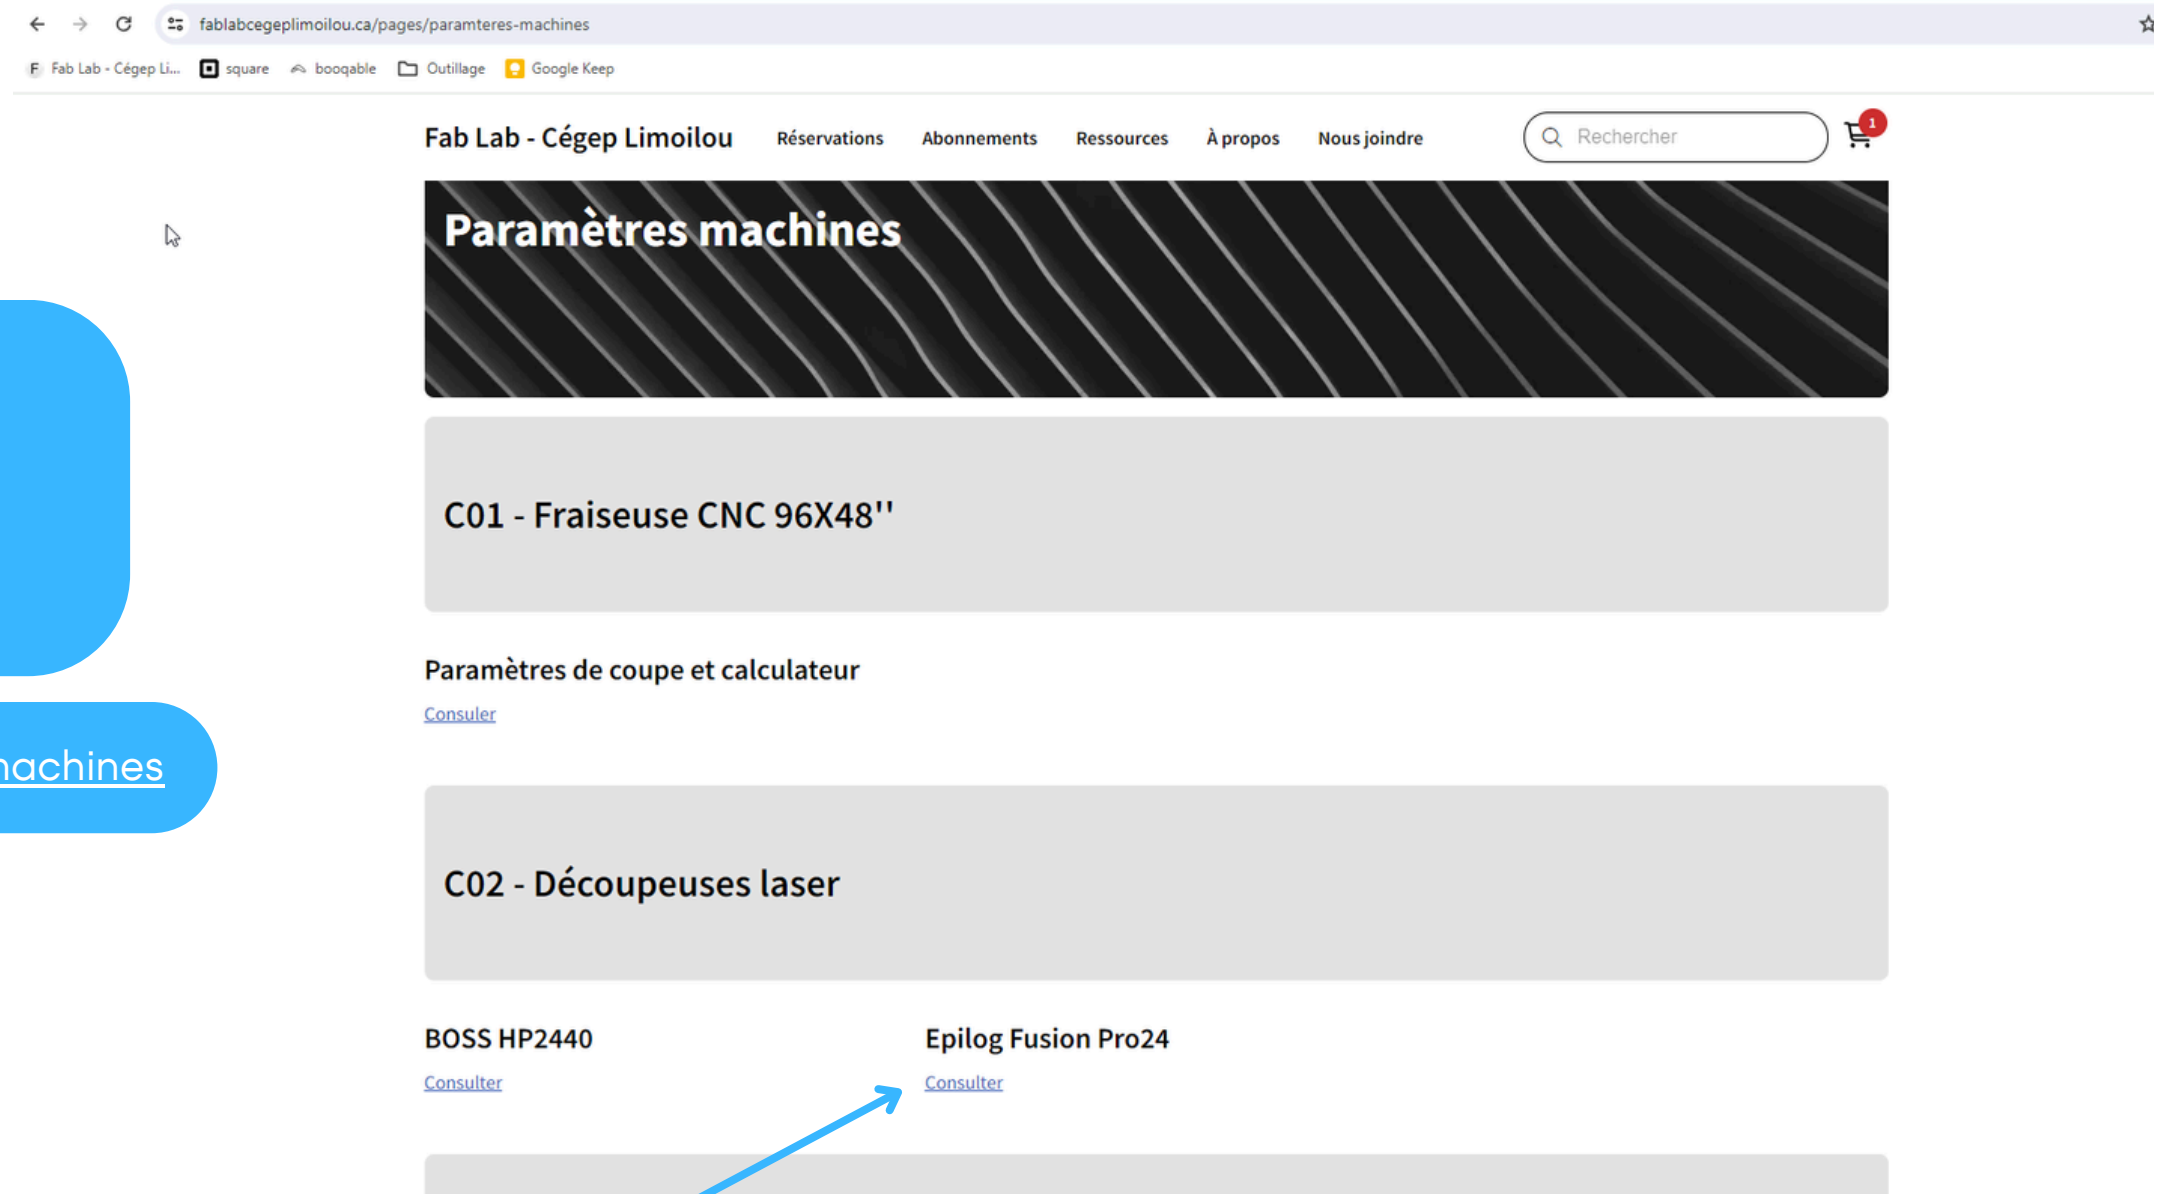 fablabcegeplimoilou.ca/pages/paramteres-machines
F Fab Lab - Cégep Li... square booqable Outillage Google Keep
Fab Lab - Cégep Limoilou Réservations Abonnements Ressources À propos Nous joindre Rechercher 1
Paramètres machines
C01 - Fraiseuse CNC 96X48''
Paramètres de coupe et calculateur
Consuler
machines
C02 - Découpeuses laser
BOSS HP2440 Epilog Fusion Pro24
Consulter Consulter